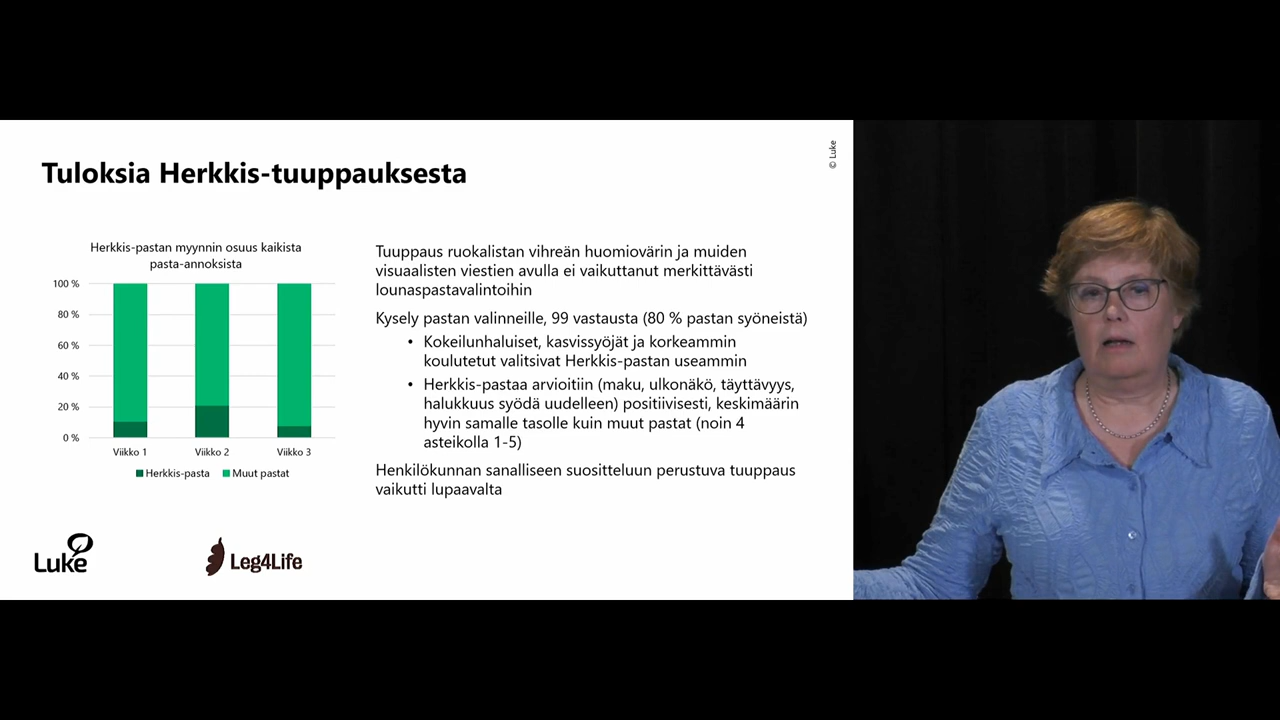 © Luke
Tuloksia Herkkis-tuuppauksesta
Herkkis-pastan myynnin osuus kaikista
pasta-annoksista
100 %
80 %
60 %
40 %
20 %
0 %
Viikko 1
Viikko 2
Viikko 3
Herkkis-pasta
Muut pastat
Tuuppaus ruokalistan vihreän huomiovärin ja muiden
visuaalisten viestien avulla ei vaikuttanut merkittävästi
lounaspastavalintoihin
Kysely pastan valinneille, 99 vastausta (80 % pastan syöneistä)
• Kokeilunhaluiset, kasvissyöjät ja korkeammin
koulutetut valitsivat Herkkis-pastan useammin
• Herkkis-pastaa arvioitiin (maku, ulkonäkö, täyttävyys,
halukkuus syödä uudelleen) positiivisesti, keskimäärin
hyvin samalle tasolle kuin muut pastat (noin 4
asteikolla 1-5)
Henkilökunnan sanalliseen suositteluun perustuva tuuppaus
vaikutti lupaavalta
Luke
Leg4Life